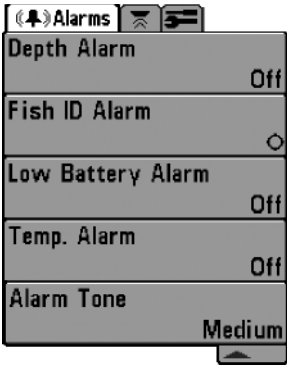 Alarms
Depth Alarm
Off
Fish ID Alarm
Low Battery Alarm
Off
Temp. Alarm
Off
Alarm Tone
Medium